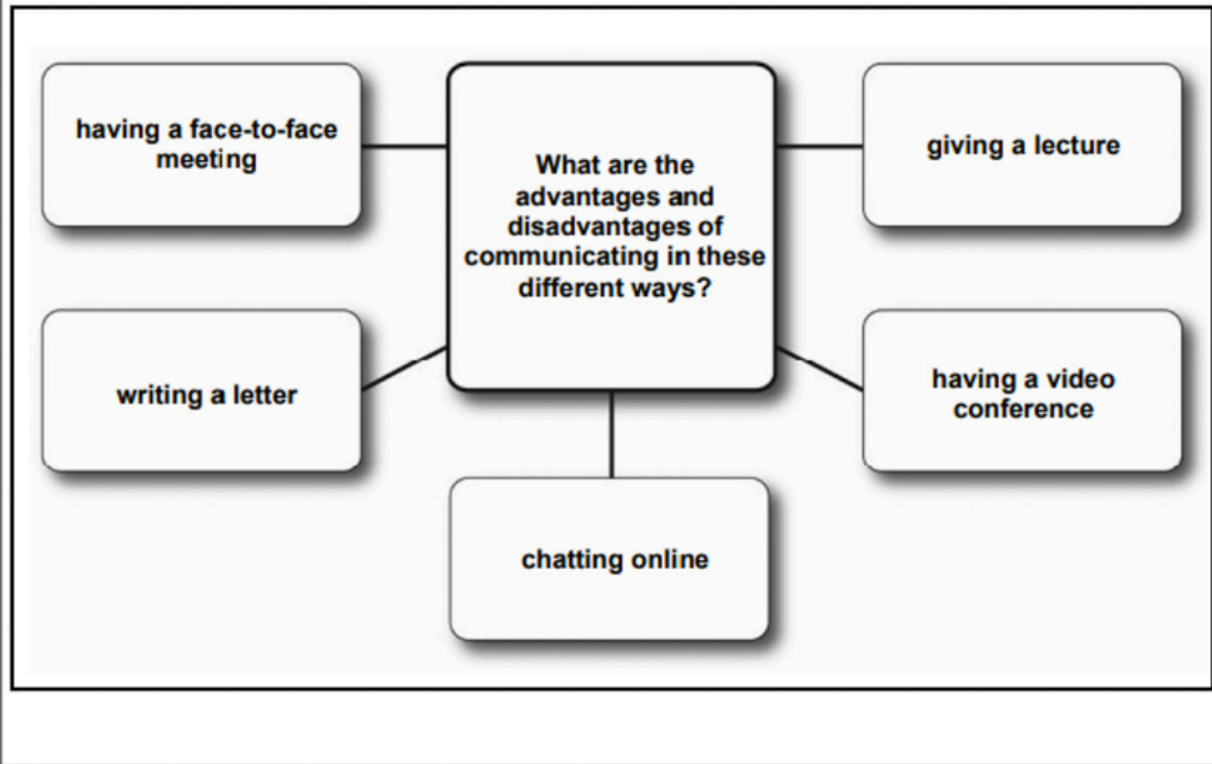 having a face-to-face
meeting
What are the
advantages and
disadvantages of
communicating in these
different ways?
giving a lecture
writing a letter
having a video
conference
chatting online